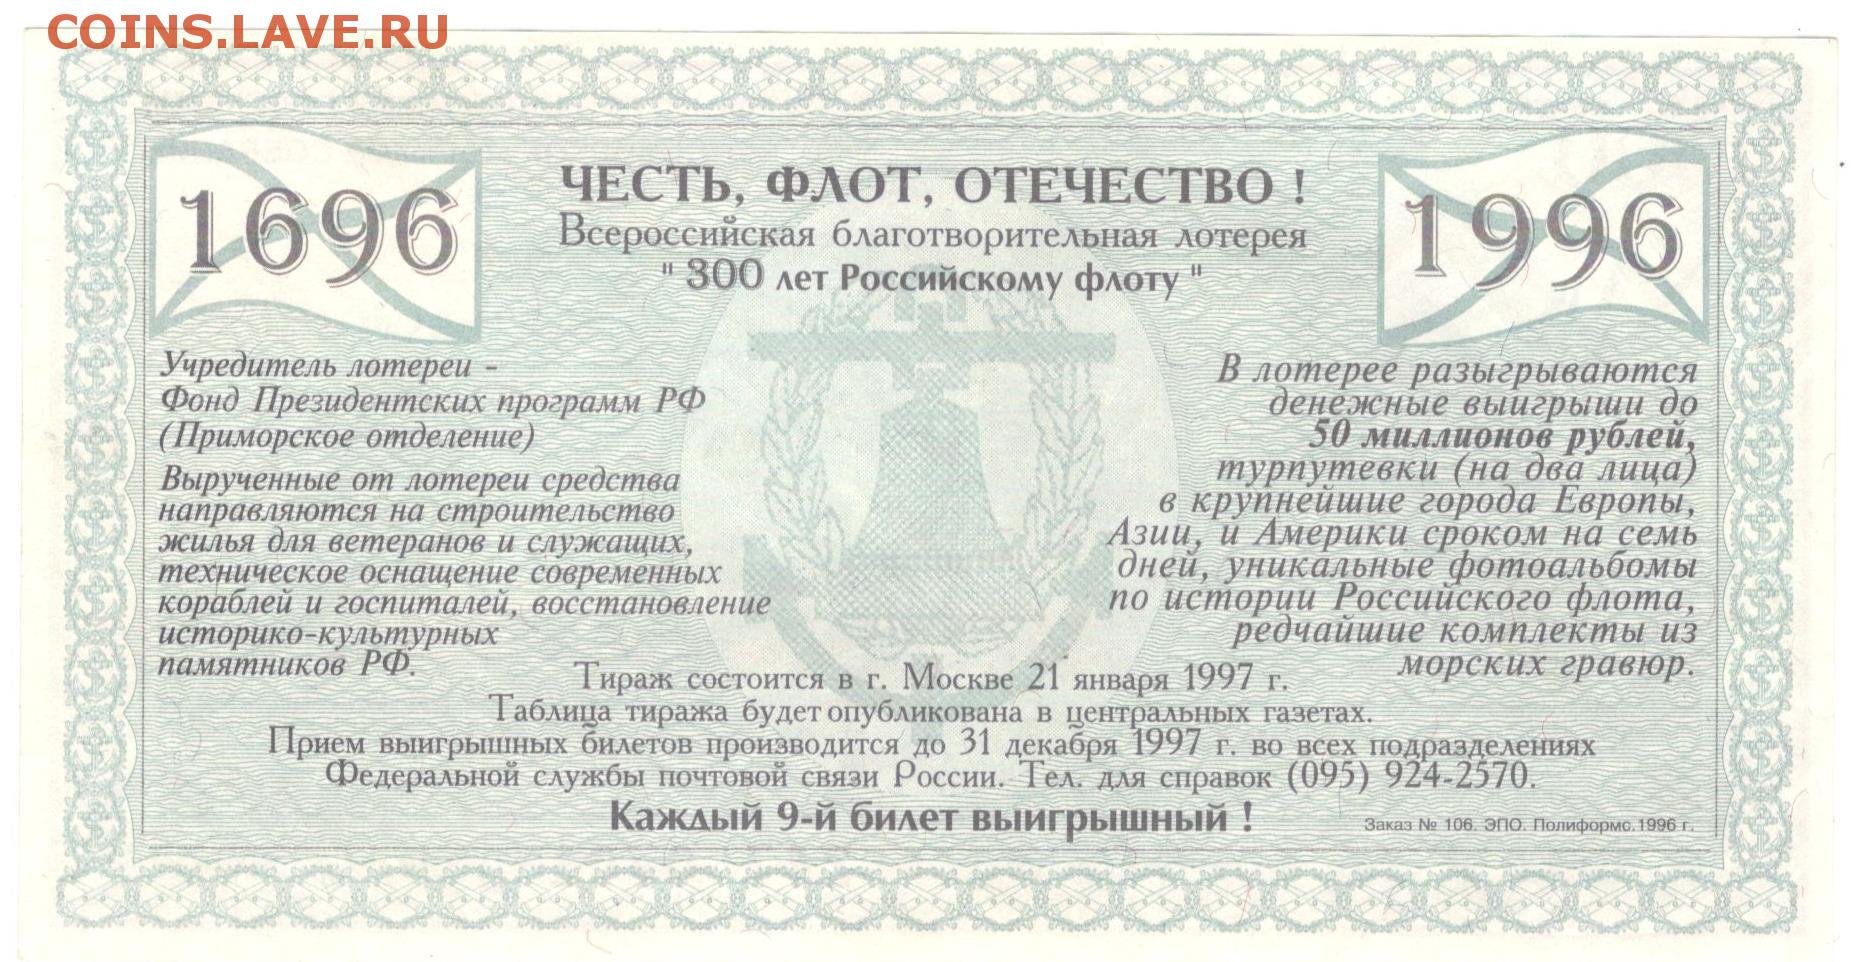 COINS.LAVE.RU
1696
ЧЕСТЬ, ФЛОТ, ОТЕЧЕСТВО !
Всероссийская благотворительная лотерея
" 300 лет Российскому флоту "
1996
Учредитель лотереи -
Фонд Президентских программ РФ
(Приморское отделение)
Вырученные от лотереи средства
направляются на строительство
жилья для ветеранов и служащих,
техническое оснащение современных
кораблей и госпиталей, восстановление
историко-культурных
памятников РФ.
В лотерее разыгрываются
денежные выигрыши до
50 миллионов рублей,
турпутевки (на два лица)
в крупнейшие города Европы,
Азии, и Америки сроком на семь
дней, уникальные фотоальбомы
по истории Российского флота,
редчайшие комплекты из
морских гравюр.
Тираж состоится в г. Москве 21 января 1997 г.
Таблица тиража будет опубликована в центральных газетах.
Прием выигрышных билетов производится до 31 декабря 1997 г. во всех подразделениях
Федеральной службы почтовой связи России. Тел. для справок (095) 924-2570.
Каждый 9-й билет выигрышный !
Заказ № 106. ЭПО. Полиформс.1996 г.